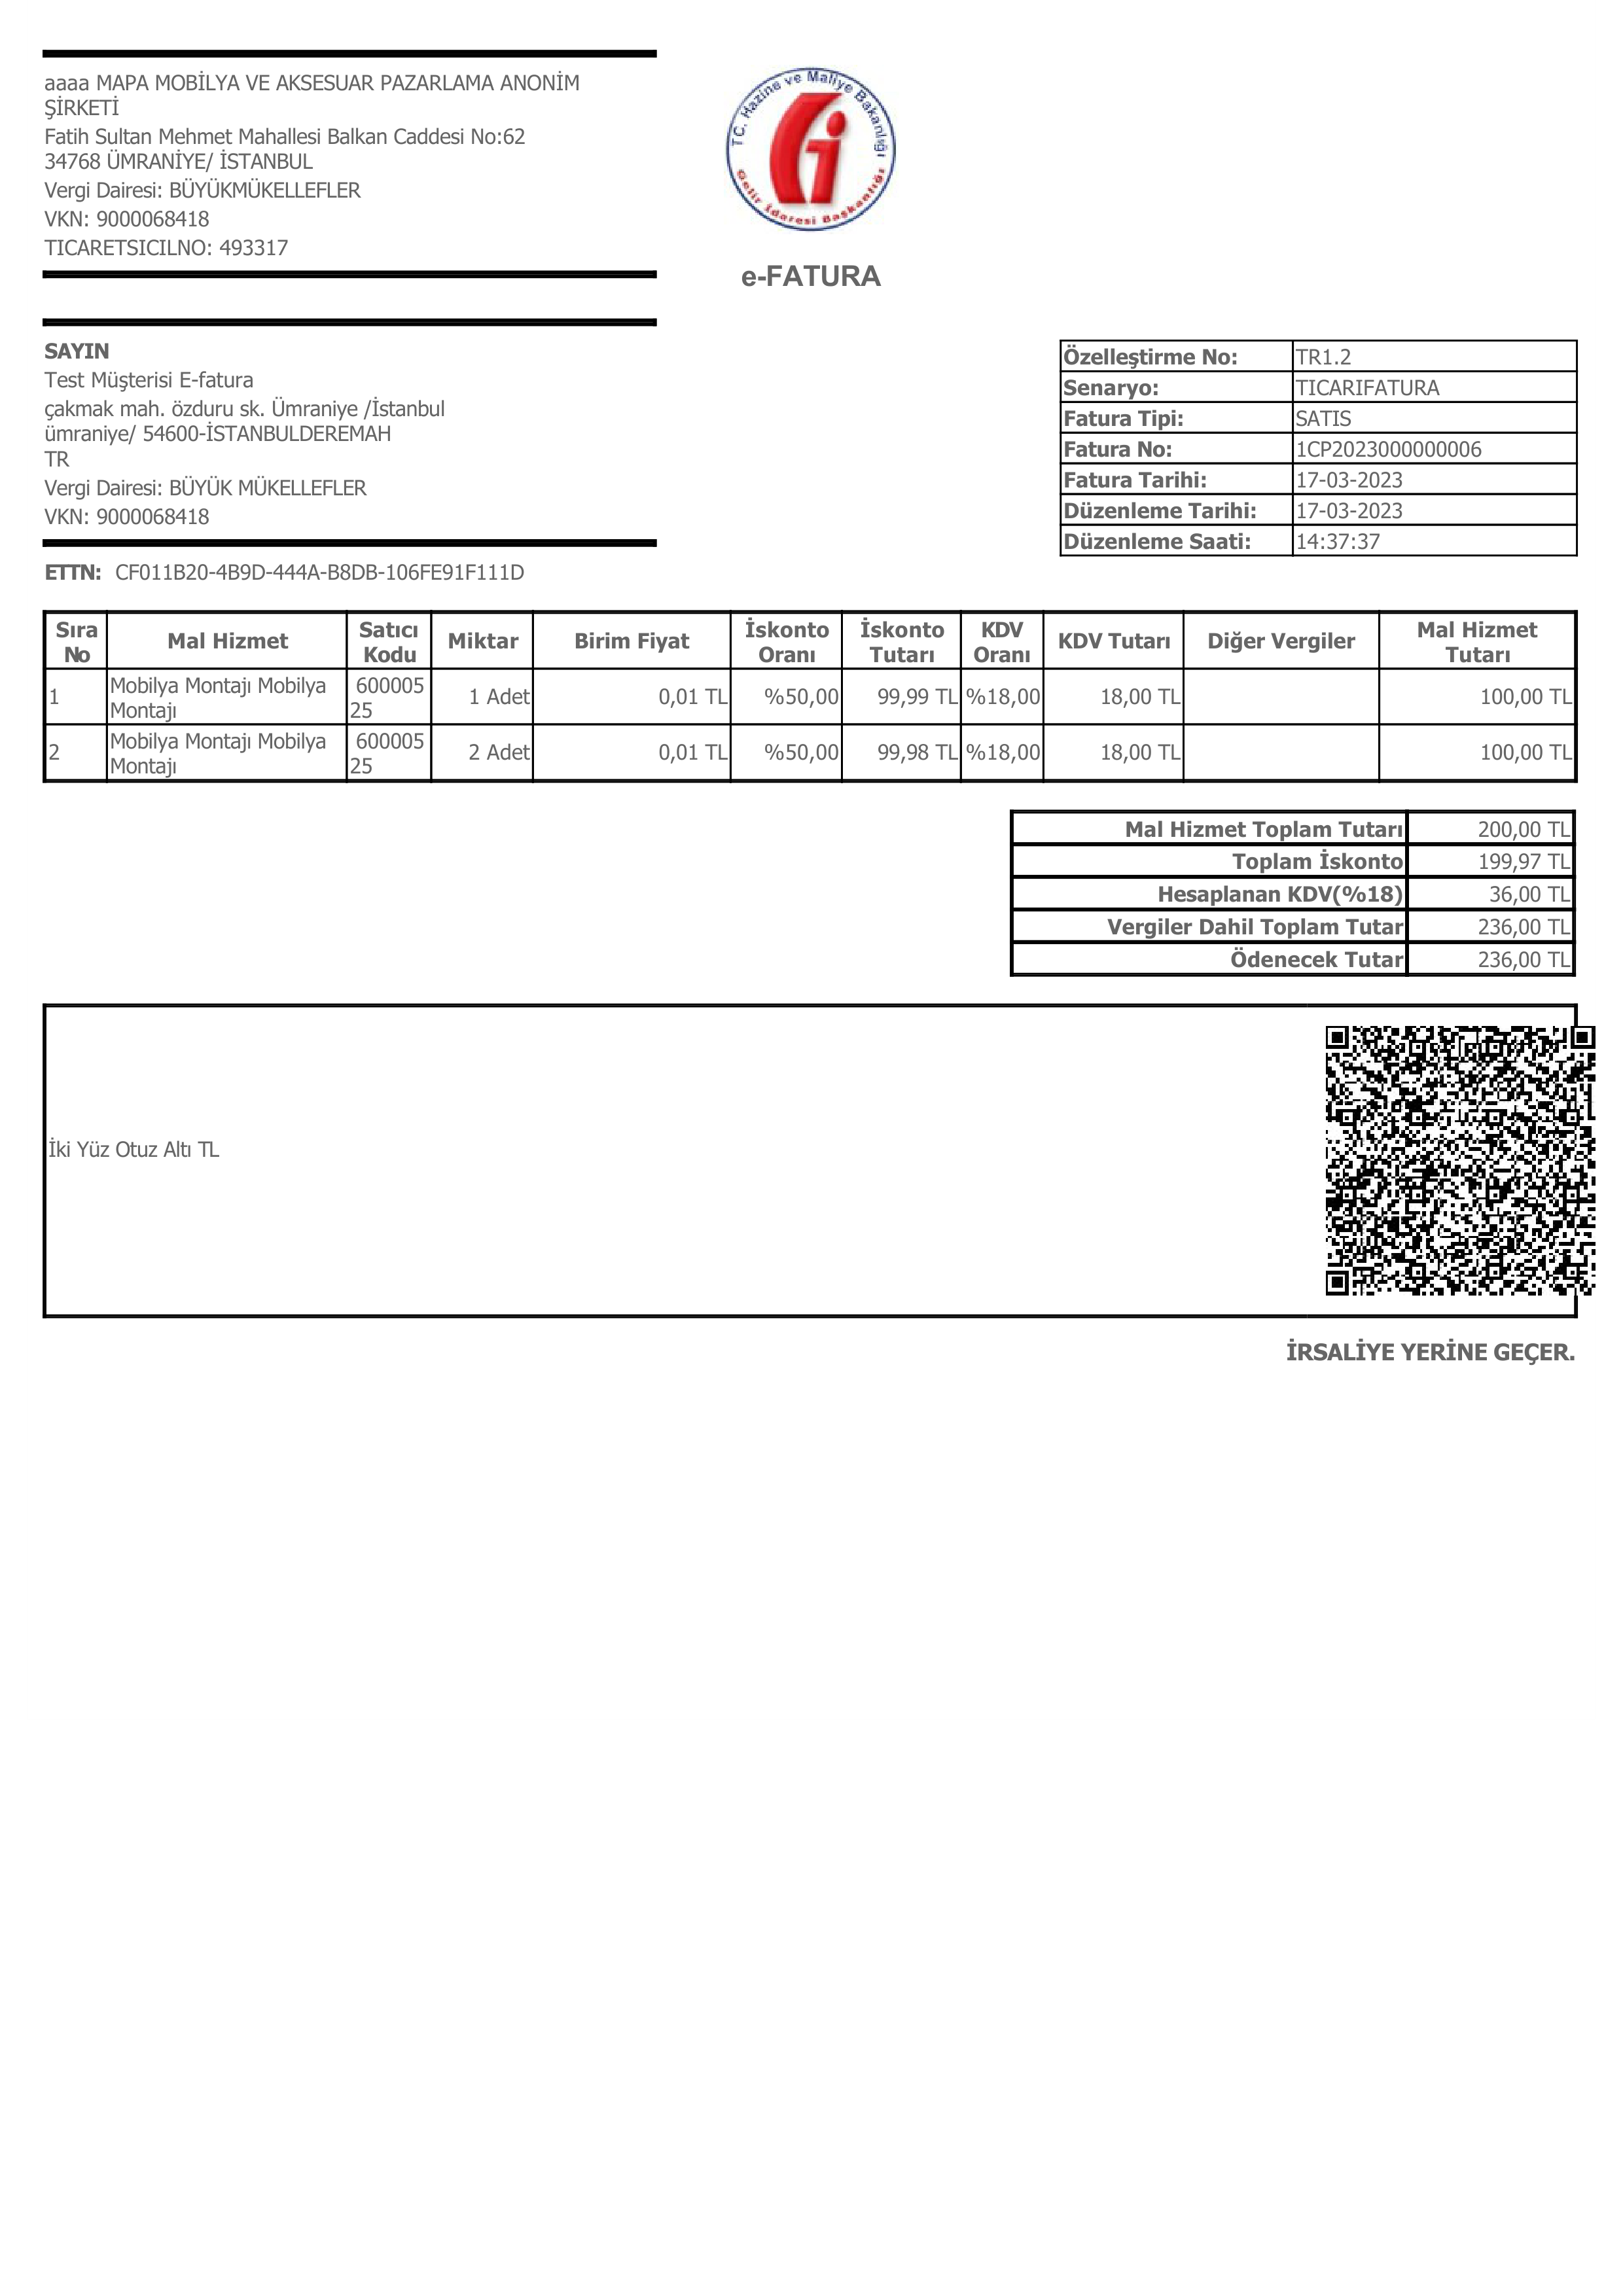 aaaa MAPA MOBİLYA VE AKSESUAR PAZARLAMA ANONİM
ŞİRKETİ
Fatih Sultan Mehmet Mahallesi Balkan Caddesi No:62
34768 ÜMRANİYE/ İSTANBUL
Vergi Dairesi: BÜYÜKMÜKELLEFLER
VKN: 9000068418
TICARETSICILNO: 493317
T.C. Hazine ve Maliye Bakanlığı
Gelir İdaresi Başkanlığı
e-FATURA
SAYIN
Test Müşterisi E-fatura
çakmak mah. özduru sk. Ümraniye /İstanbul
ümraniye/ 54600-İSTANBULDEREMAH
TR
Vergi Dairesi: BÜYÜK MÜKELLEFLER
VKN: 9000068418
Özelleştirme No: TR1.2
Senaryo: TICARIFATURA
Fatura Tipi: SATIS
Fatura No: 1CP2023000000006
Fatura Tarihi: 17-03-2023
Düzenleme Tarihi: 17-03-2023
Düzenleme Saati: 14:37:37
ETTN: CF011B20-4B9D-444A-B8DB-106FE91F111D
Sıra No Mal Hizmet Satıcı Kodu Miktar Birim Fiyat İskonto Oranı İskonto Tutarı KDV Oranı KDV Tutarı Diğer Vergiler Mal Hizmet Tutarı
1 Mobilya Montajı Mobilya Montajı 600005 25 1 Adet 0,01 TL %50,00 99,99 TL %18,00 18,00 TL 100,00 TL
2 Mobilya Montajı Mobilya Montajı 600005 25 2 Adet 0,01 TL %50,00 99,98 TL %18,00 18,00 TL 100,00 TL
Mal Hizmet Toplam Tutarı 200,00 TL
Toplam İskonto 199,97 TL
Hesaplanan KDV(%18) 36,00 TL
Vergiler Dahil Toplam Tutar 236,00 TL
Ödenecek Tutar 236,00 TL
İki Yüz Otuz Altı TL
İRSALİYE YERİNE GEÇER.